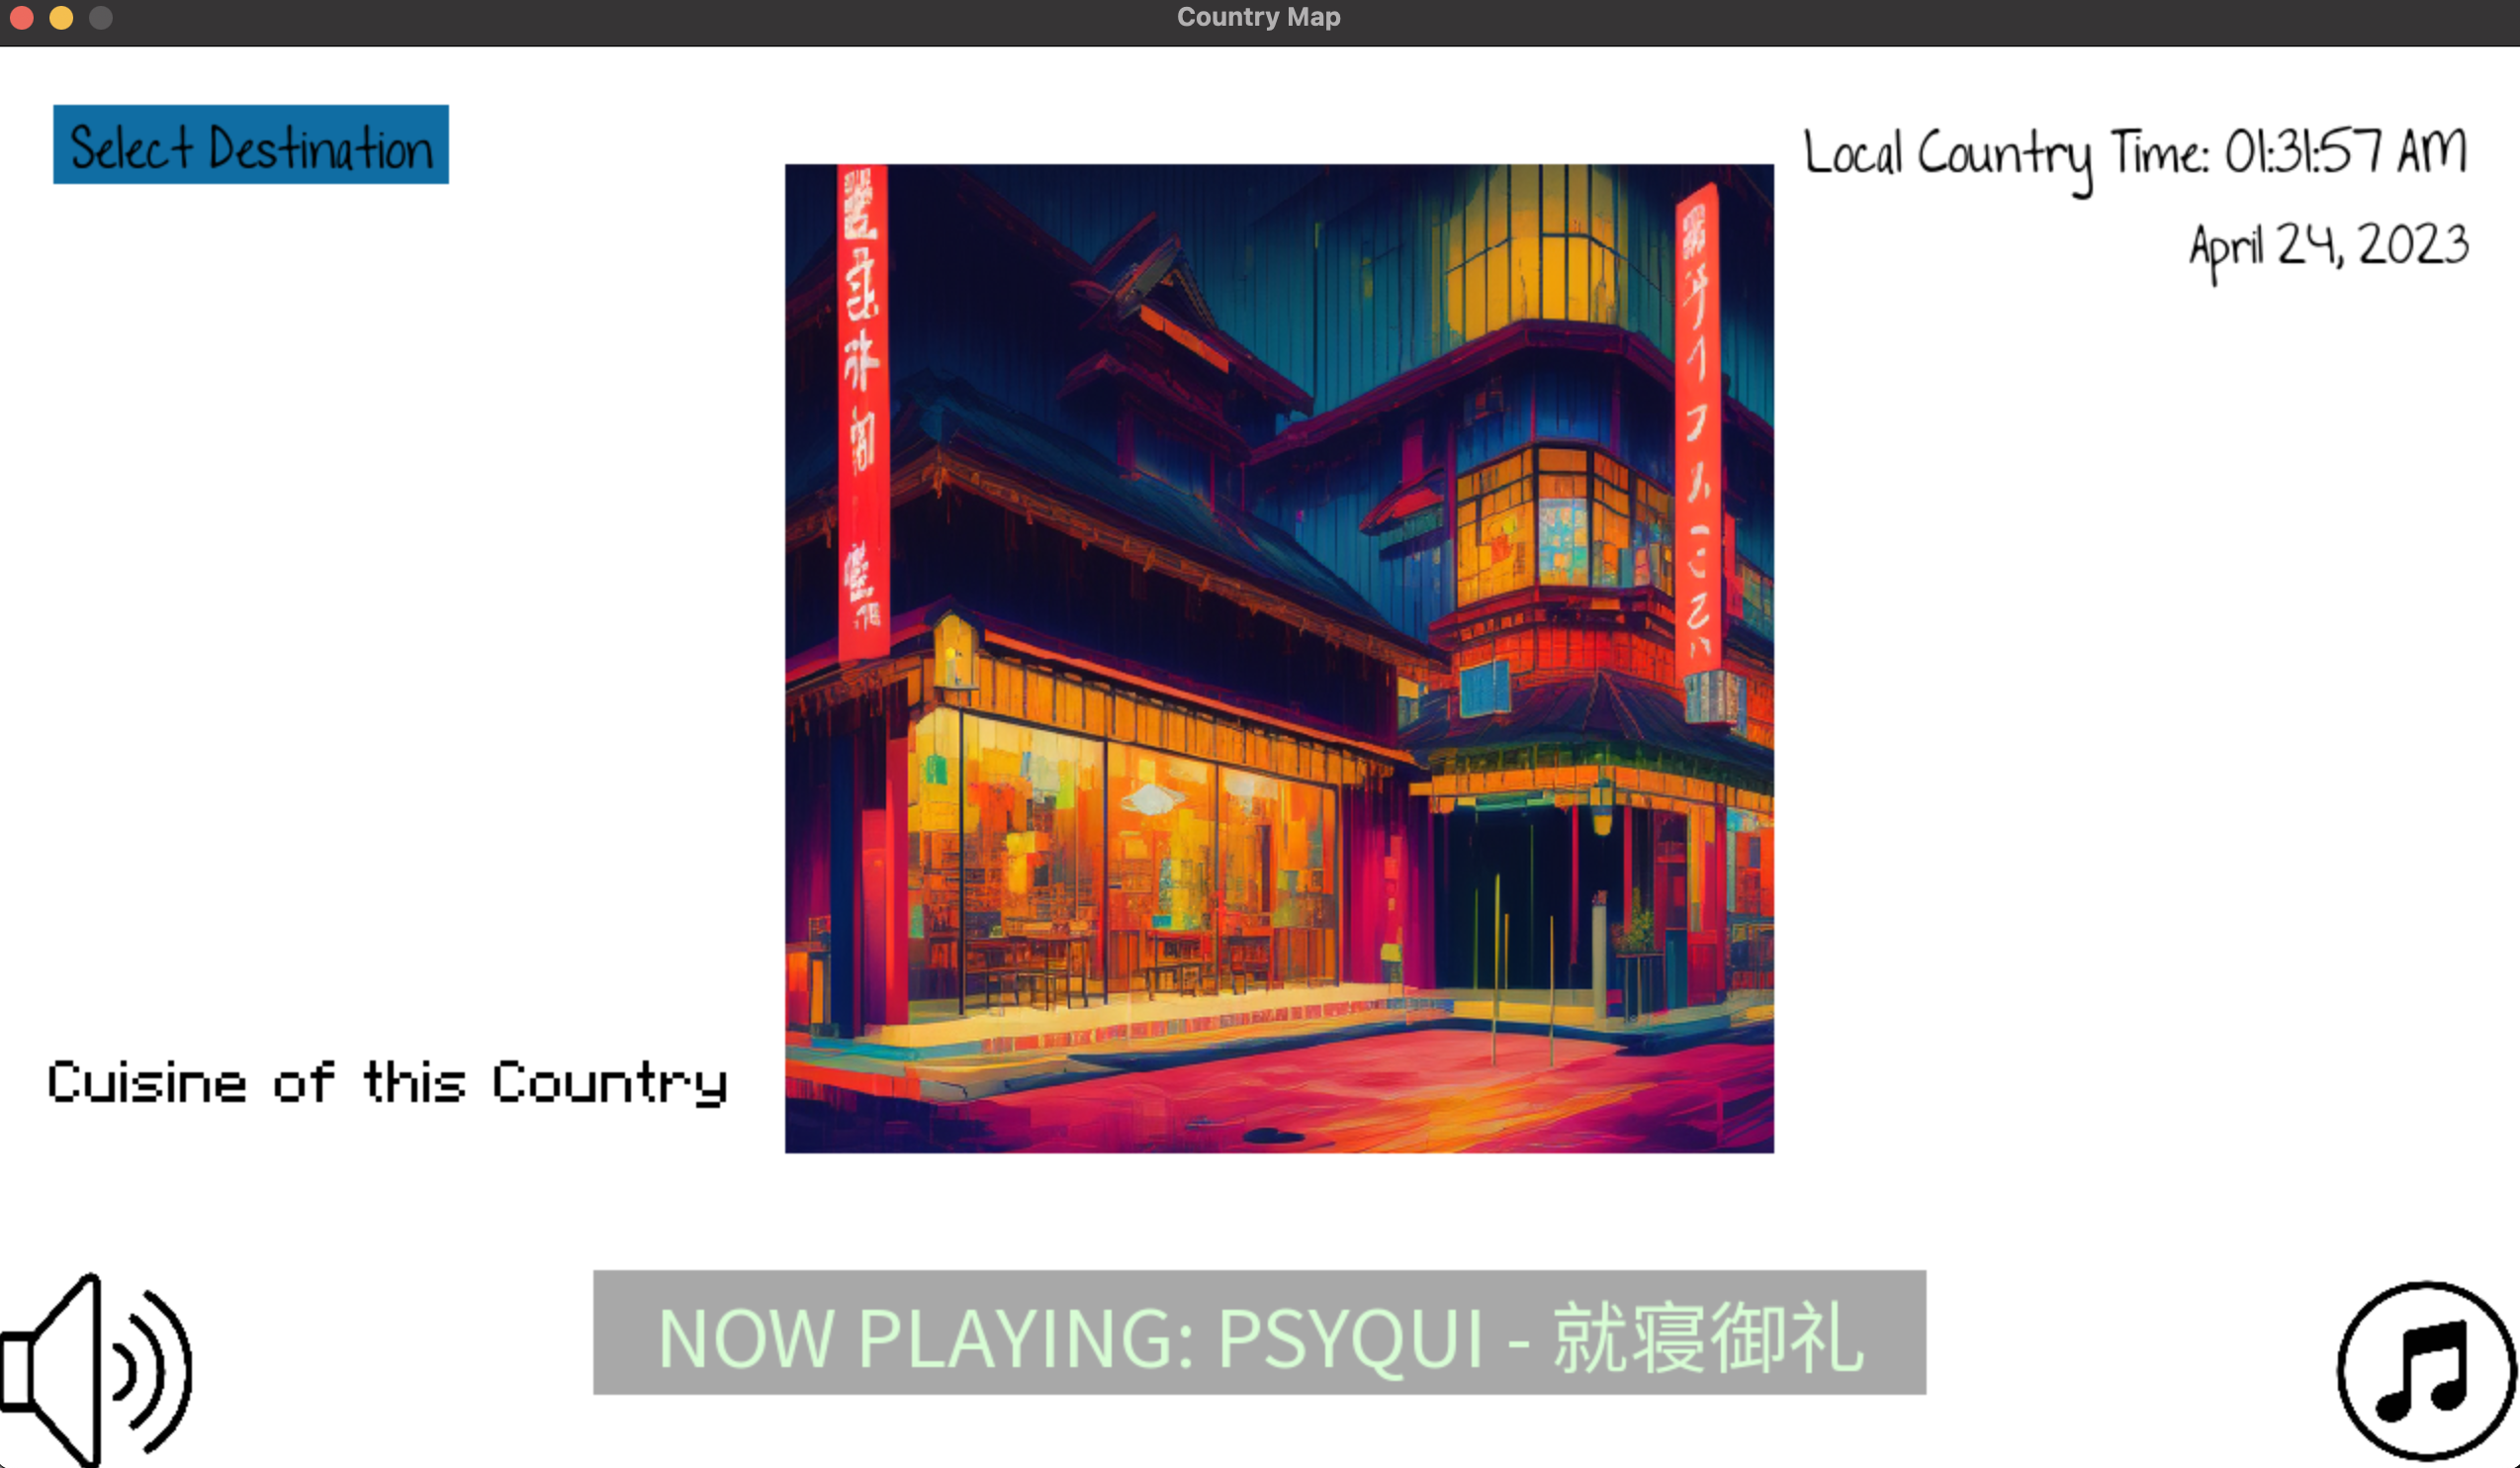 Country Map
Select Destination
Local Country Time: 01:31:57 AM
April 24, 2023
Cuisine of this Country
NOW PLAYING: PSYQUI - 就寝御礼